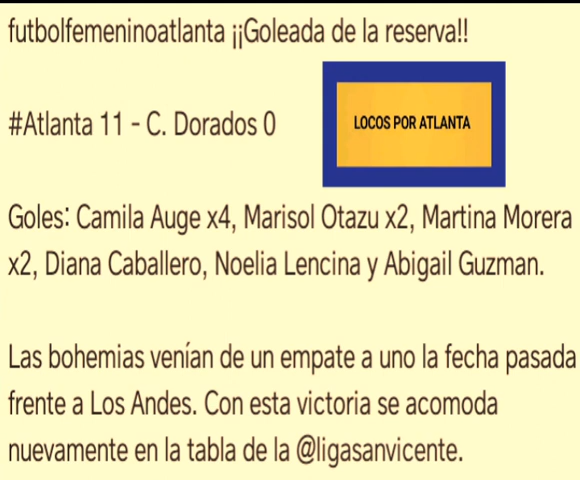 futbolfemeninoatlanta ¡¡Goleada de la reserva!!
#Atlanta 11 - C. Dorados 0
LOCOS POR ATLANTA
Goles: Camila Auge x4, Marisol Otazu x2, Martina Morera
x2, Diana Caballero, Noelia Lencina y Abigail Guzman.
Las bohemias venían de un empate a uno la fecha pasada
frente a Los Andes. Con esta victoria se acomoda
nuevamente en la tabla de la @ligasanvicente.